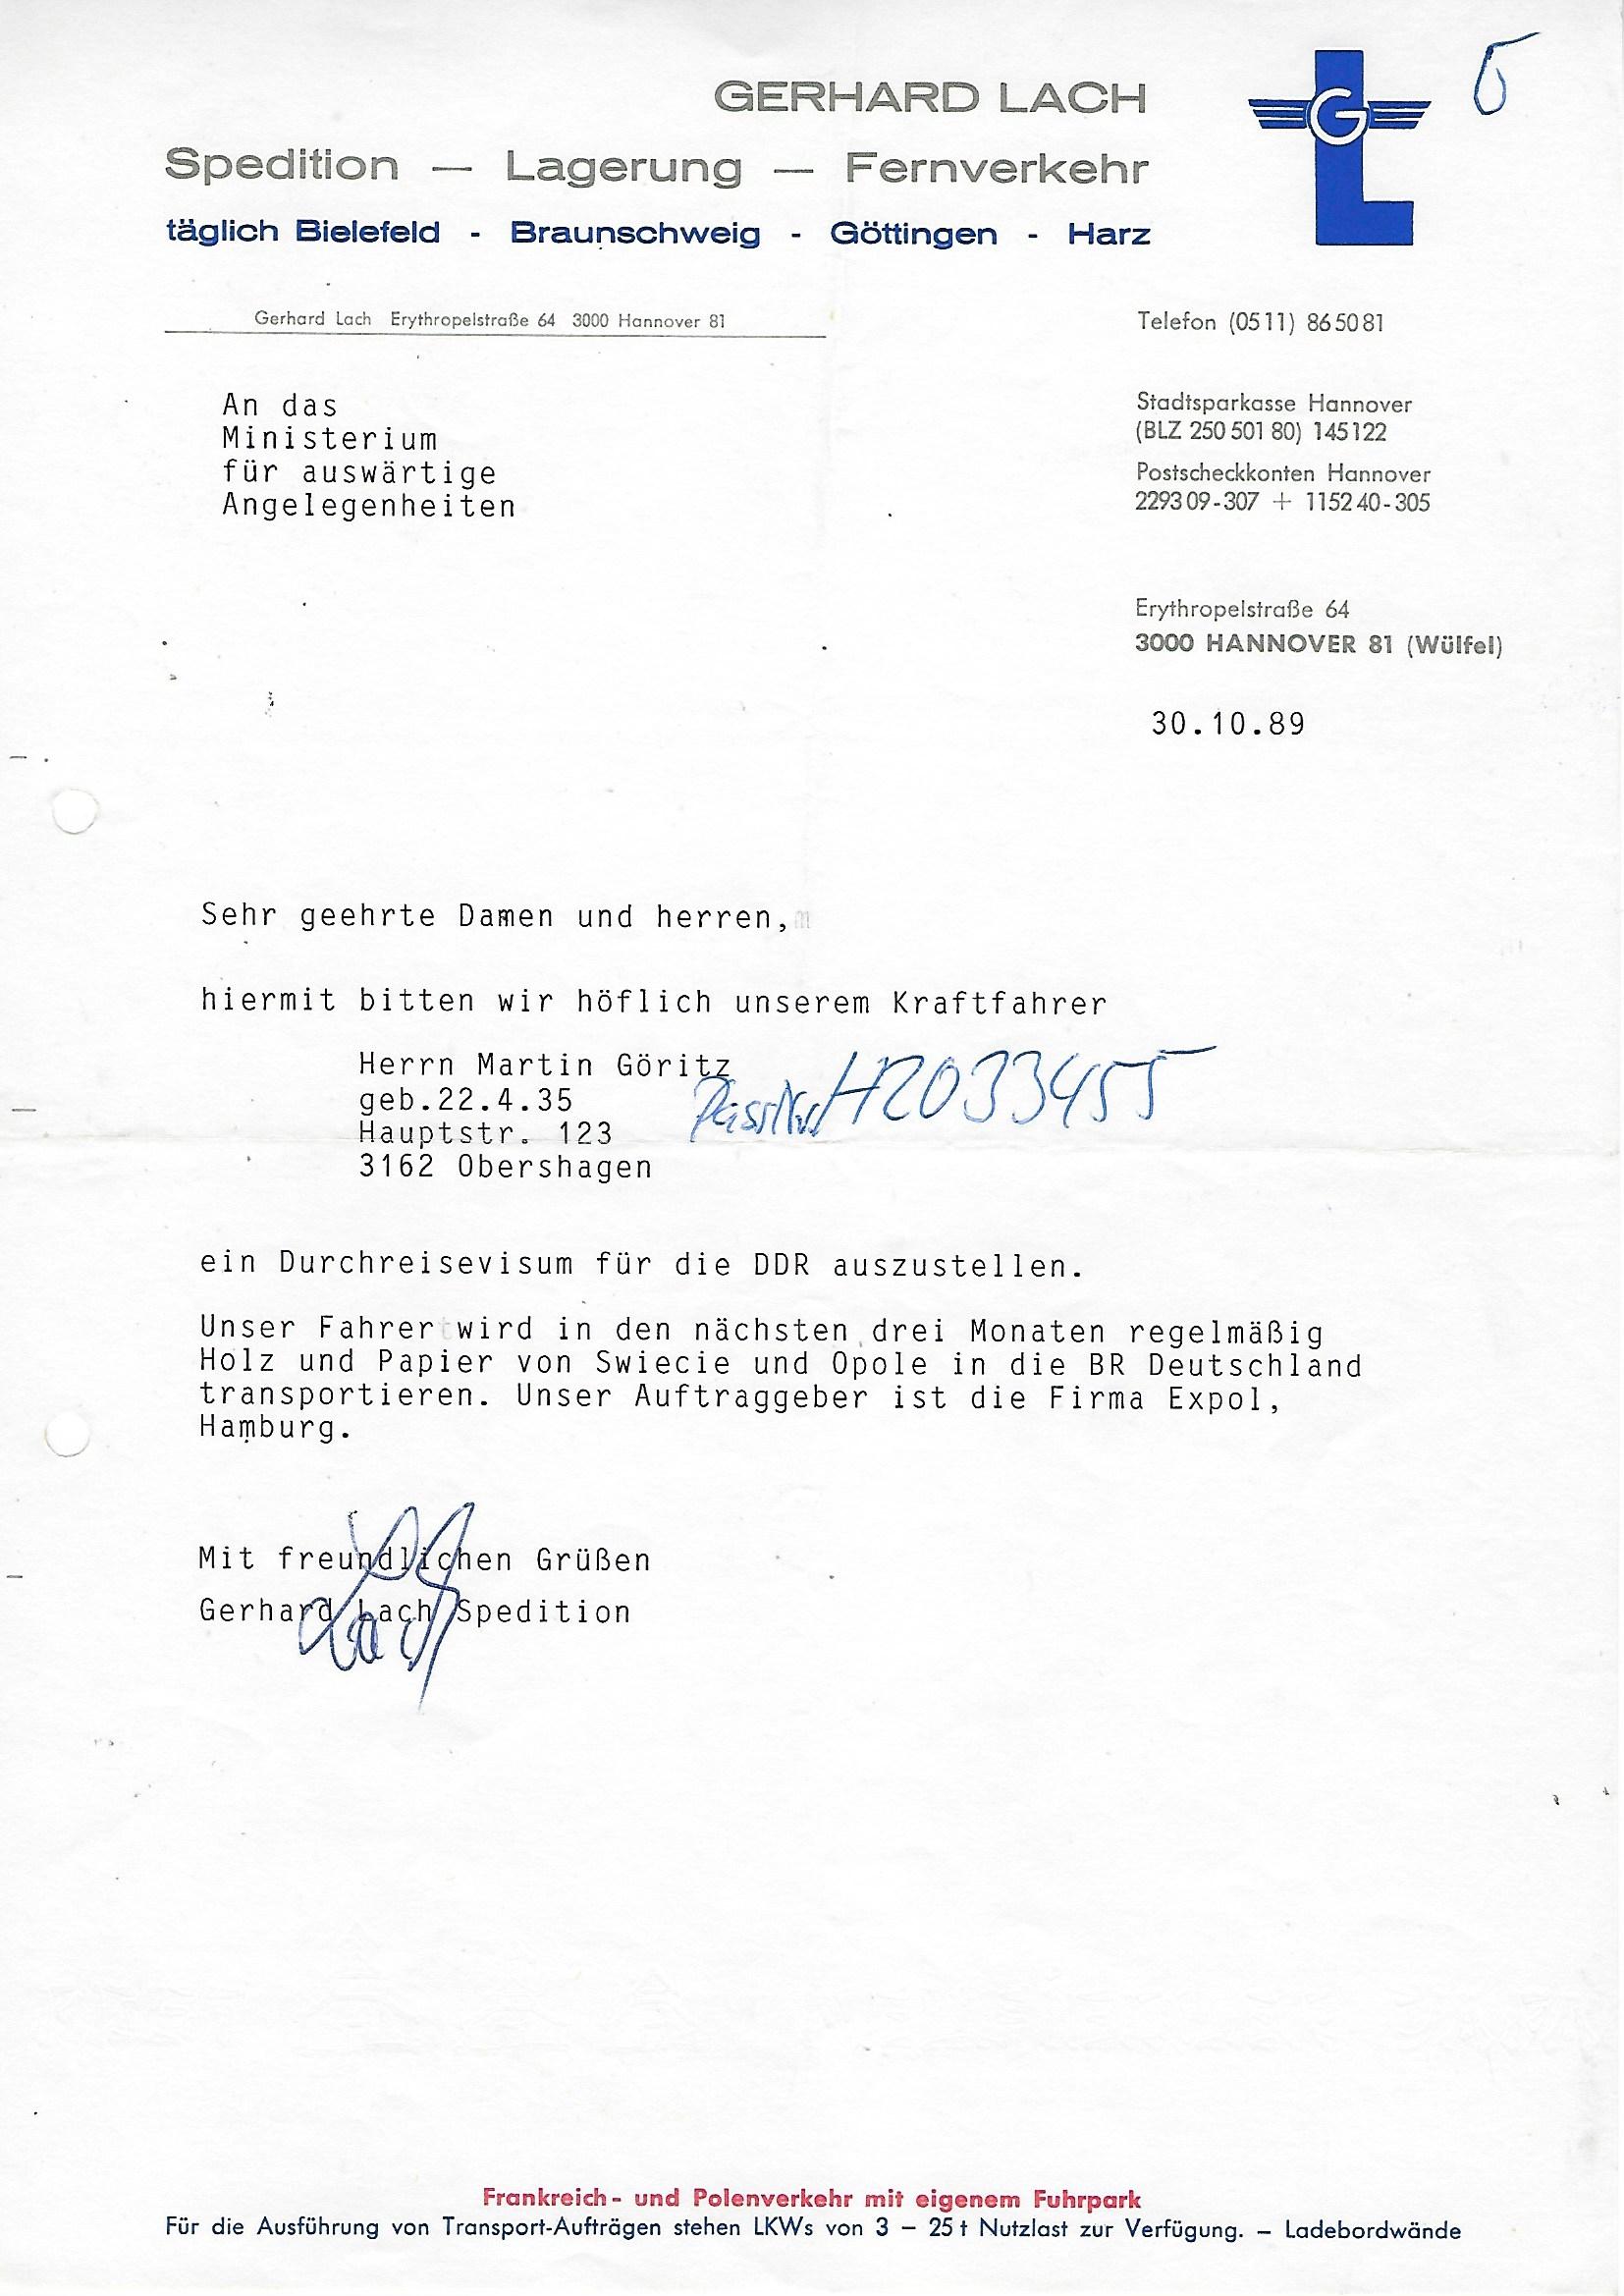 GERHARD LACH
Spedition — Lagerung — Fernverkehr
täglich Bielefeld - Braunschweig - Göttingen - Harz
G
L
Gerhard Lach Erythropelstraße 64 3000 Hannover 81
Telefon (0511) 865081
An das
Ministerium
für auswärtige
Angelegenheiten
Stadtsparkasse Hannover
(BLZ 250 501 80) 145122
Postscheckkonten Hannover
2293 09-307 + 1152 40-305
Erythropelstraße 64
3000 HANNOVER 81 (Wülfel)
30.10.89
Sehr geehrte Damen und herren,
hiermit bitten wir höflich unserem Kraftfahrer
Herrn Martin Göritz
geb.22.4.35
Hauptstr. 123
3162 Obershagen
H2033455
ein Durchreisevisum für die DDR auszustellen.
Unser Fahrer wird in den nächsten drei Monaten regelmäßig
Holz und Papier von Swiecie und Opole in die BR Deutschland
transportieren. Unser Auftraggeber ist die Firma Expol,
Hamburg.
Mit freundlichen Grüßen
Gerhard Lach Spedition
Lach
Frankreich- und Polenverkehr mit eigenem Fuhrpark
Für die Ausführung von Transport-Aufträgen stehen LKWs von 3 – 25 t Nutzlast zur Verfügung. – Ladebordwände